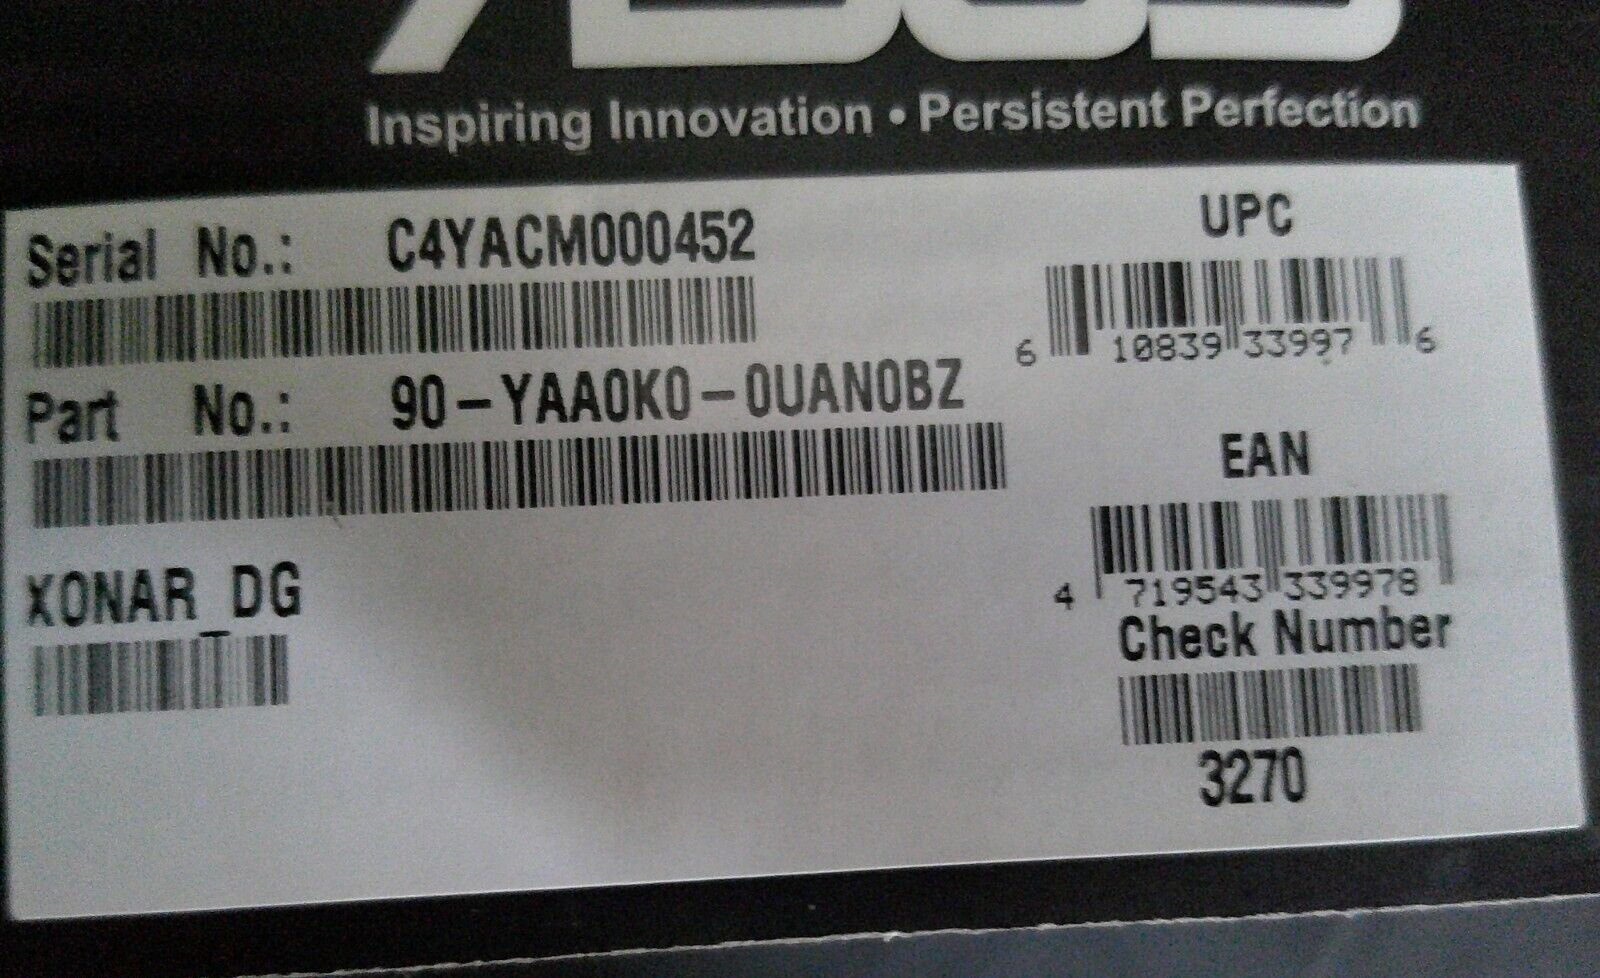 ASUS
Inspiring Innovation • Persistent Perfection
Serial No.: C4YACM000452
Part No.: 90-YAA0K0-0UAN0BZ
XONAR_DG
UPC
6 10839 33997 6
EAN
4 719543 339978
Check Number
3270